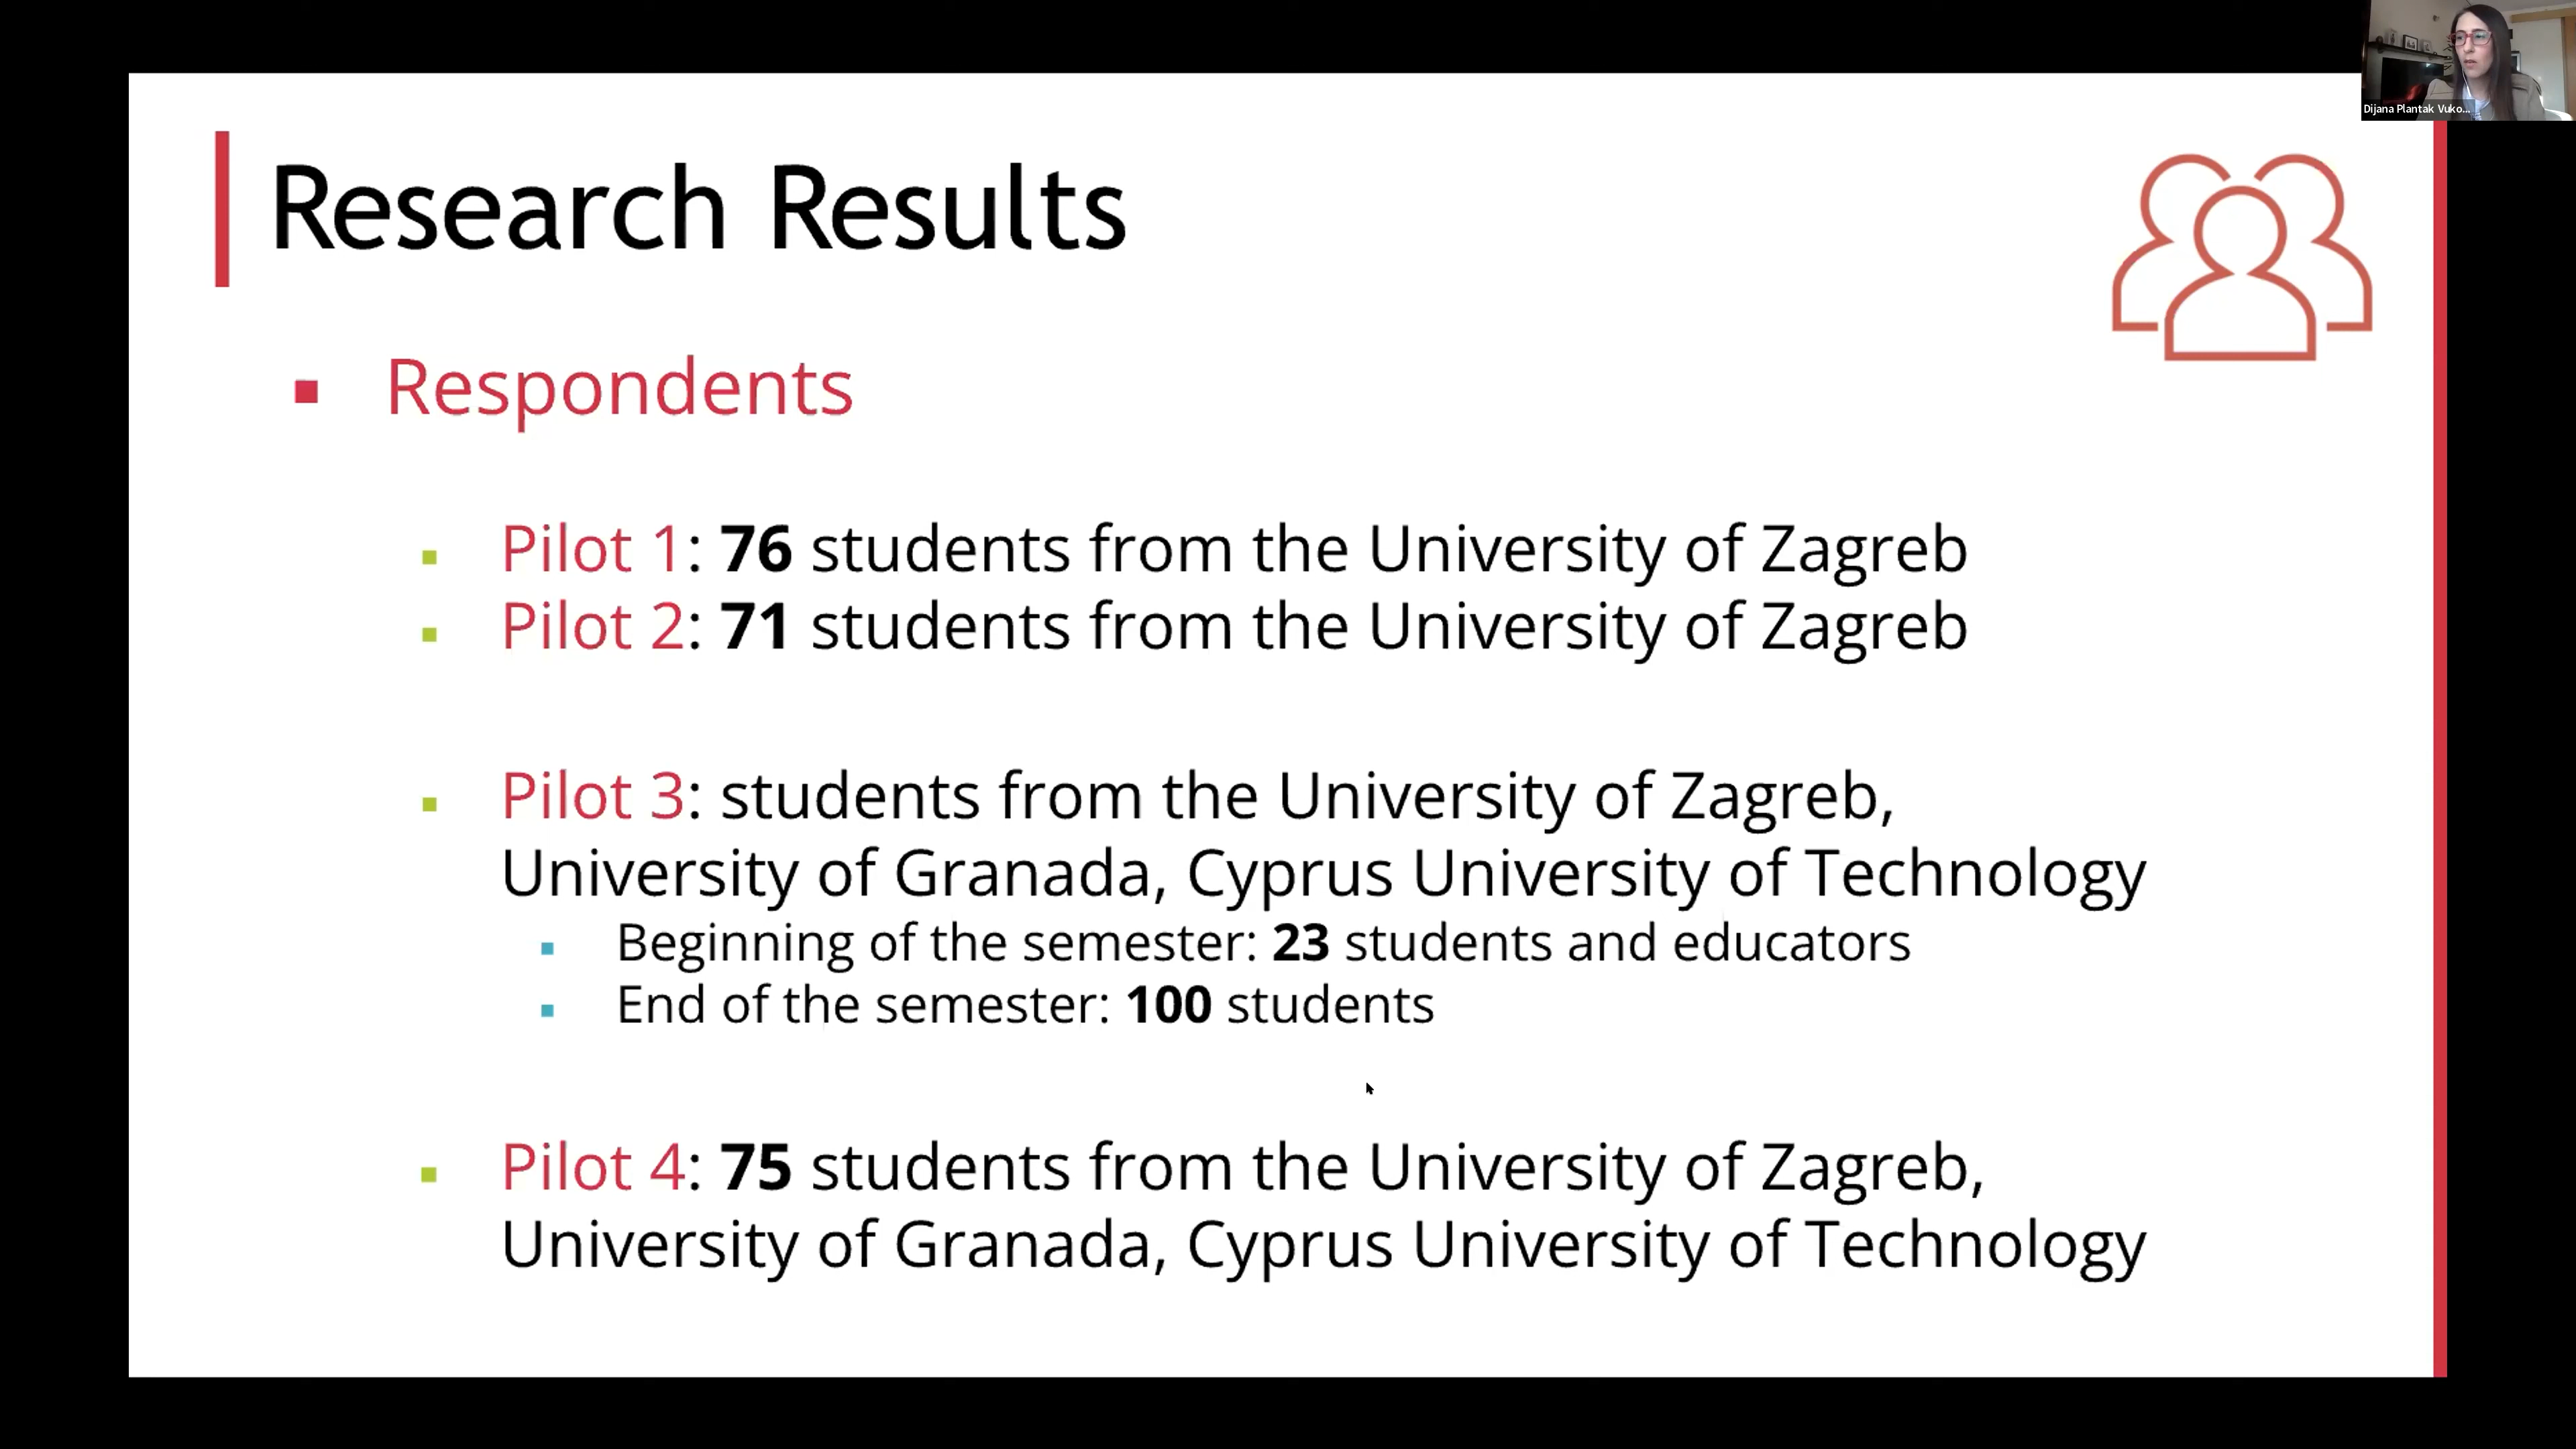 Dijana Plantak Vuko...
Research Results
Respondents
Pilot 1: 76 students from the University of Zagreb
Pilot 2: 71 students from the University of Zagreb
Pilot 3: students from the University of Zagreb,
University of Granada, Cyprus University of Technology
Beginning of the semester: 23 students and educators
End of the semester: 100 students
Pilot 4: 75 students from the University of Zagreb,
University of Granada, Cyprus University of Technology